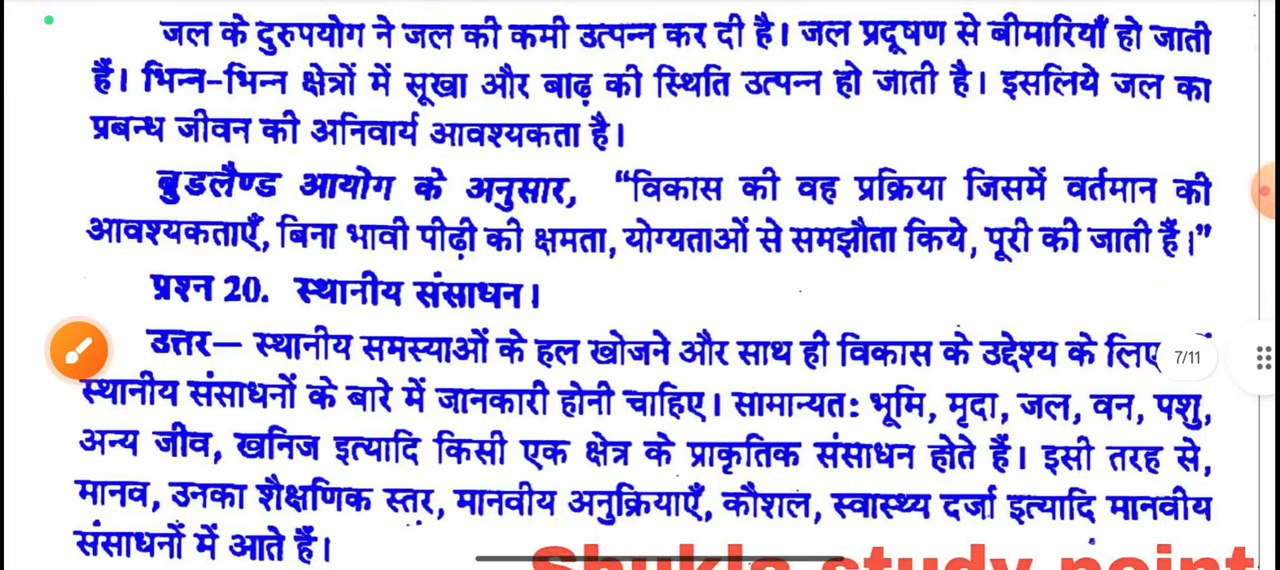 जल के दुरुपयोग ने जल की कमी उत्पन्न कर दी है। जल प्रदूषण से बीमारियाँ हो जाती
हैं। भिन्न-भिन्न क्षेत्रों में सूखा और बाढ़ की स्थिति उत्पन्न हो जाती है। इसलिये जल का
प्रबन्ध जीवन की अनिवार्य आवश्यकता है।
ब्रुडलैण्ड आयोग के अनुसार, “विकास की वह प्रक्रिया जिसमें वर्तमान की
आवश्यकताएँ, बिना भावी पीढ़ी की क्षमता, योग्यताओं से समझौता किये, पूरी की जाती हैं।”
प्रश्न 20. स्थानीय संसाधन।
उत्तर— स्थानीय समस्याओं के हल खोजने और साथ ही विकास के उद्देश्य के लिए
7/11
स्थानीय संसाधनों के बारे में जानकारी होनी चाहिए। सामान्यत: भूमि, मृदा, जल, वन, पशु,
अन्य जीव, खनिज इत्यादि किसी एक क्षेत्र के प्राकृतिक संसाधन होते हैं। इसी तरह से,
मानव, उनका शैक्षणिक स्तर, मानवीय अनुक्रियाएँ, कौशल, स्वास्थ्य दर्जा इत्यादि मानवीय
संसाधनों में आते हैं।
Shukla study point